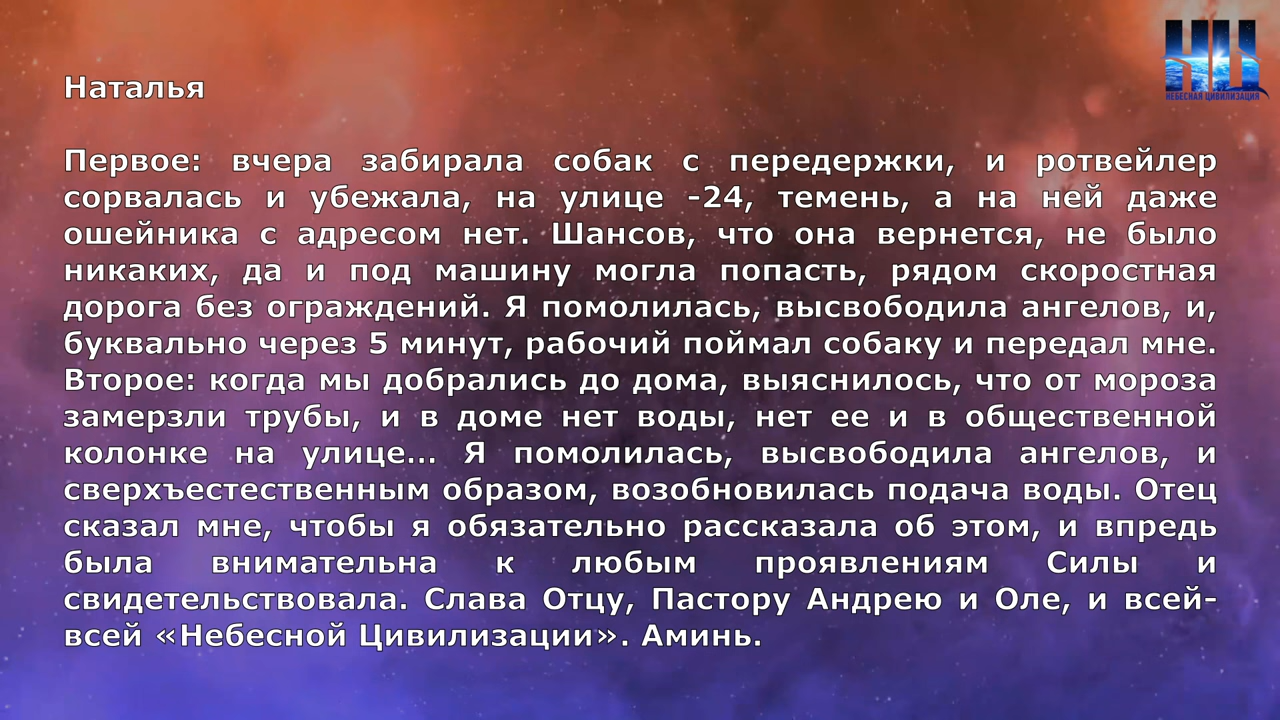 НЦ
НЕБЕСНАЯ ЦИВИЛИЗАЦИЯ
Наталья
Первое: вчера забирала собак с передержки, и ротвейлер
сорвалась и убежала, на улице -24, темень, а на ней даже
ошейника с адресом нет. Шансов, что она вернется, не было
никаких, да и под машину могла попасть, рядом скоростная
дорога без ограждений. Я помолилась, высвободила ангелов, и,
буквально через 5 минут, рабочий поймал собаку и передал мне.
Второе: когда мы добрались до дома, выяснилось, что от мороза
замерзли трубы, и в доме нет воды, нет ее и в общественной
колонке на улице... Я помолилась, высвободила ангелов, и
сверхъестественным образом, возобновилась подача воды. Отец
сказал мне, чтобы я обязательно рассказала об этом, и впредь
была внимательна к любым проявлениям Силы и
свидетельствовала. Слава Отцу, Пастору Андрею и Оле, и всей-
всей «Небесной Цивилизации». Аминь.